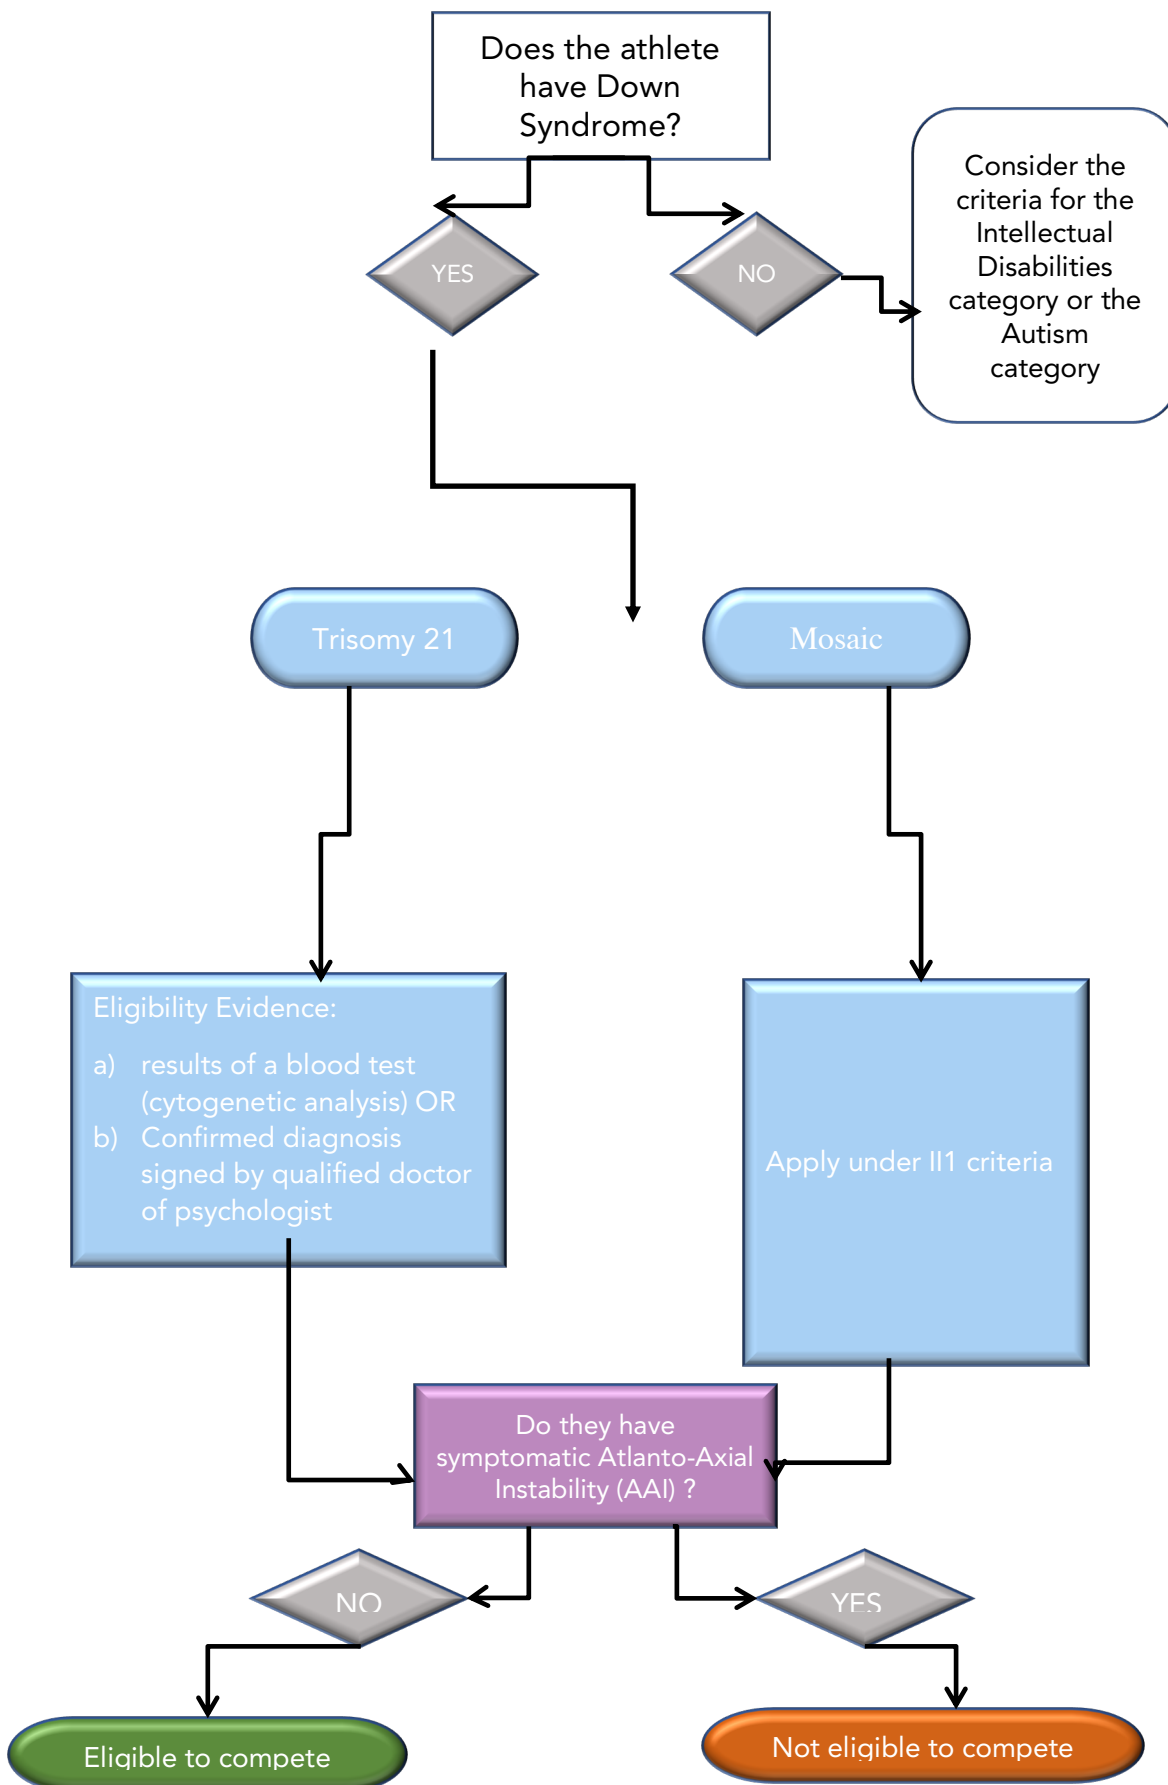 Does the athlete
have Down
Syndrome?
Consider the
criteria for the
Intellectual
Disabilities
category or the
Autism
category
YES
NO
Trisomy 21
Mosaic
Eligibility Evidence:
a) results of a blood test
(cytogenetic analysis) OR
b) Confirmed diagnosis
signed by qualified doctor
of psychologist
Apply under II1 criteria
Do they have
symptomatic Atlanto-Axial
Instability (AAI) ?
NO
YES
Eligible to compete
Not eligible to compete